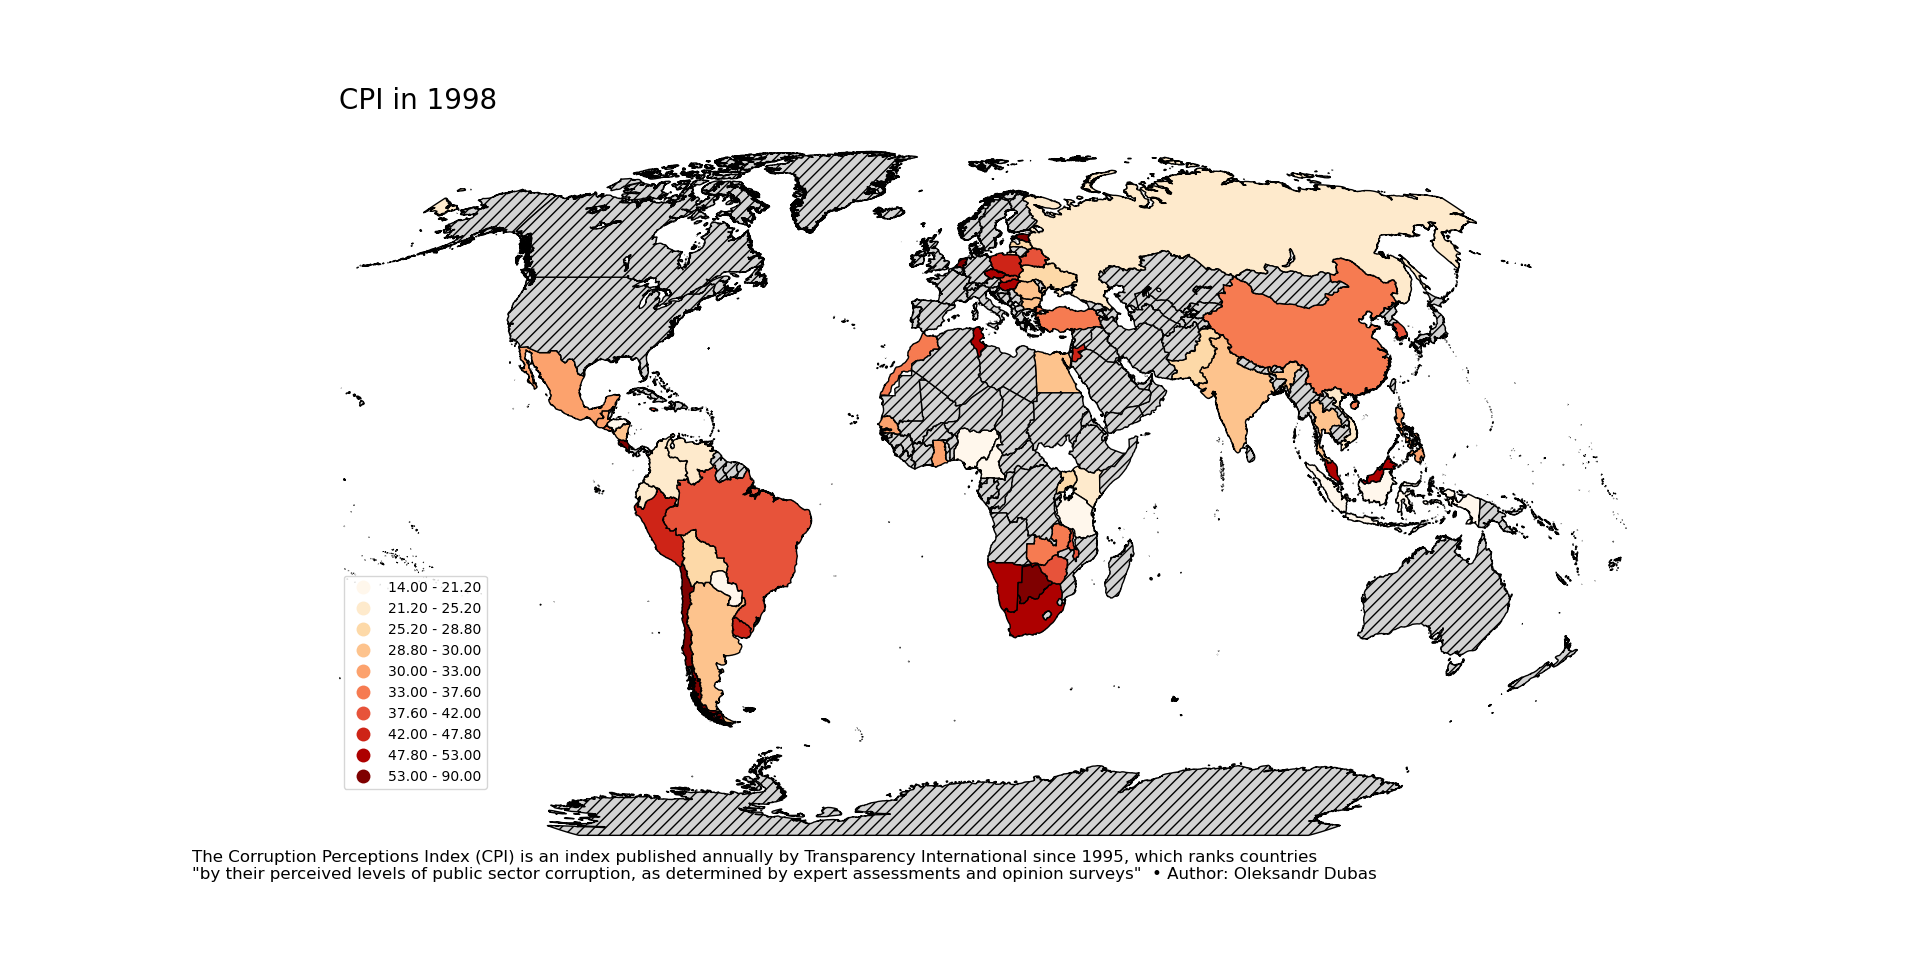 CPI in 1998
14.00 - 21.20
21.20 - 25.20
25.20 - 28.80
28.80 - 30.00
30.00 - 33.00
33.00 - 37.60
37.60 - 42.00
42.00 - 47.80
47.80 - 53.00
53.00 - 90.00
The Corruption Perceptions Index (CPI) is an index published annually by Transparency International since 1995, which ranks countries
"by their perceived levels of public sector corruption, as determined by expert assessments and opinion surveys"  • Author: Oleksandr Dubas